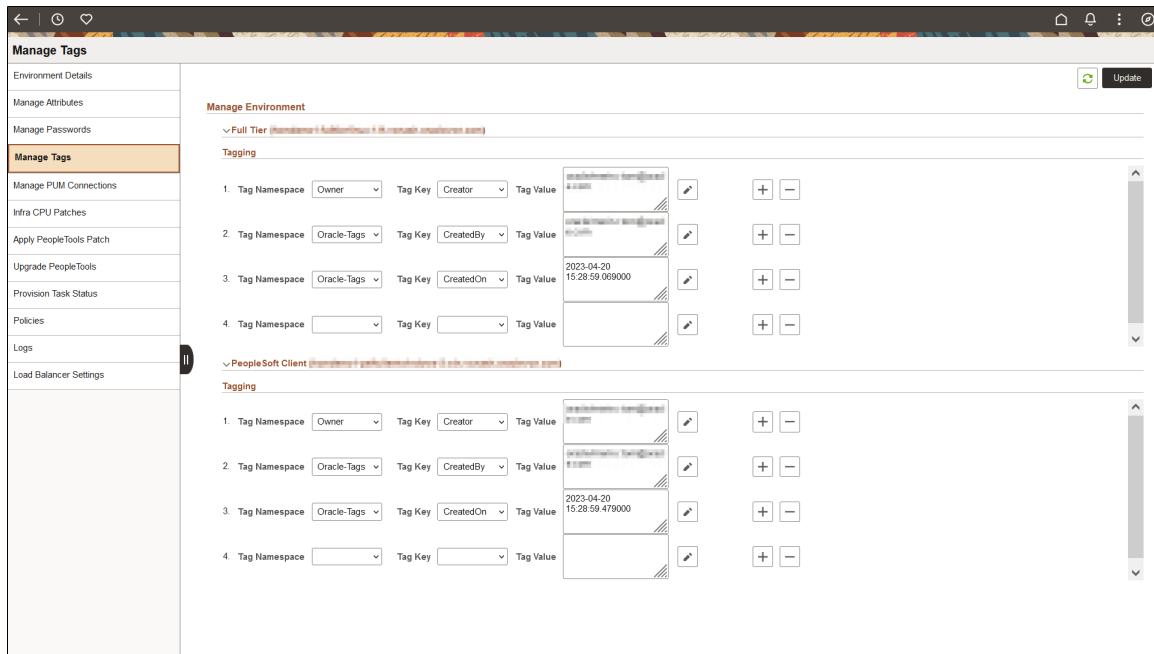 Manage Tags
Environment Details
Manage Attributes
Manage Passwords
Manage Tags
Manage PUM Connections
Infra CPU Patches
Apply PeopleTools Patch
Upgrade PeopleTools
Provision Task Status
Policies
Logs
Load Balancer Settings
Update
Manage Environment
Full Tier
Tagging
1. Tag Namespace Owner Tag Key Creator Tag Value
2. Tag Namespace Oracle-Tags Tag Key CreatedBy Tag Value
3. Tag Namespace Oracle-Tags Tag Key CreatedOn Tag Value 2023-04-20
15:28:59.069000
4. Tag Namespace Tag Key Tag Value
PeopleSoft Client
Tagging
1. Tag Namespace Owner Tag Key Creator Tag Value
2. Tag Namespace Oracle-Tags Tag Key CreatedBy Tag Value
3. Tag Namespace Oracle-Tags Tag Key CreatedOn Tag Value 2023-04-20
15:28:59.479000
4. Tag Namespace Tag Key Tag Value